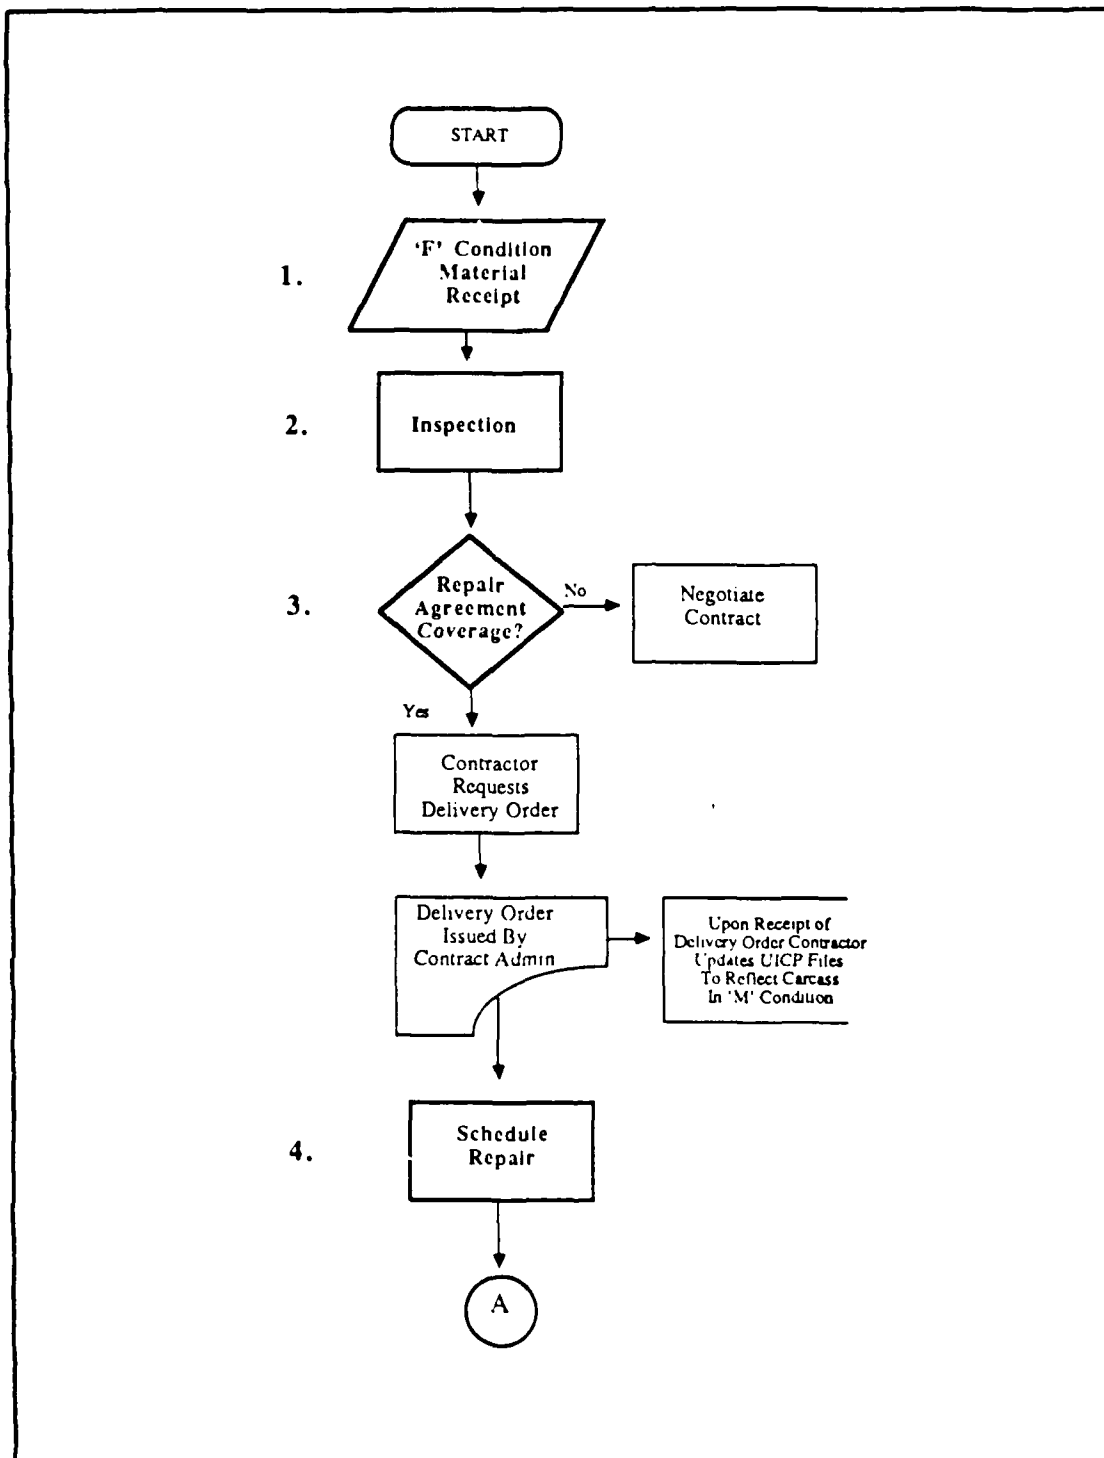 START
1.
'F' Condition
Material
Receipt
2.
Inspection
3.
Repair
Agreement
Coverage?
No
Negotiate
Contract
Yes
Contractor
Requests
Delivery Order
Delivery Order
Issued By
Contract Admin
Upon Receipt of
Delivery Order Contractor
Updates UICP Files
To Reflect Carcass
In 'M' Condition
4.
Schedule
Repair
A